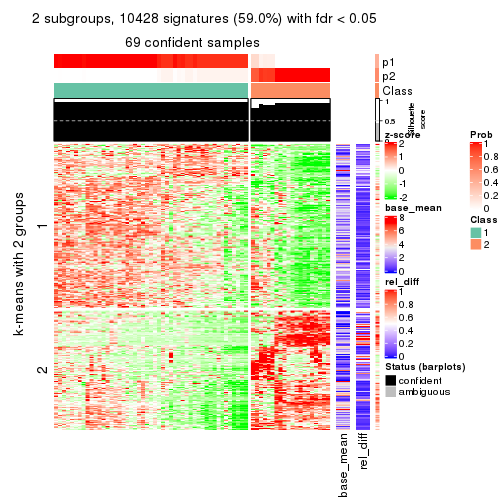 2 subgroups, 10428 signatures (59.0%) with fdr < 0.05
69 confident samples
p1
p2
Class
1
0.5
0
Silhouette
score
k-means with 2 groups
1
2
base_mean
rel_diff
z-score
2
1
0
-1
-2
base_mean
8
6
4
2
0
rel_diff
1
0.8
0.6
0.4
0.2
0
Status (barplots)
confident
ambiguous
Prob
1
0.8
0.6
0.4
0.2
0
Class
1
2